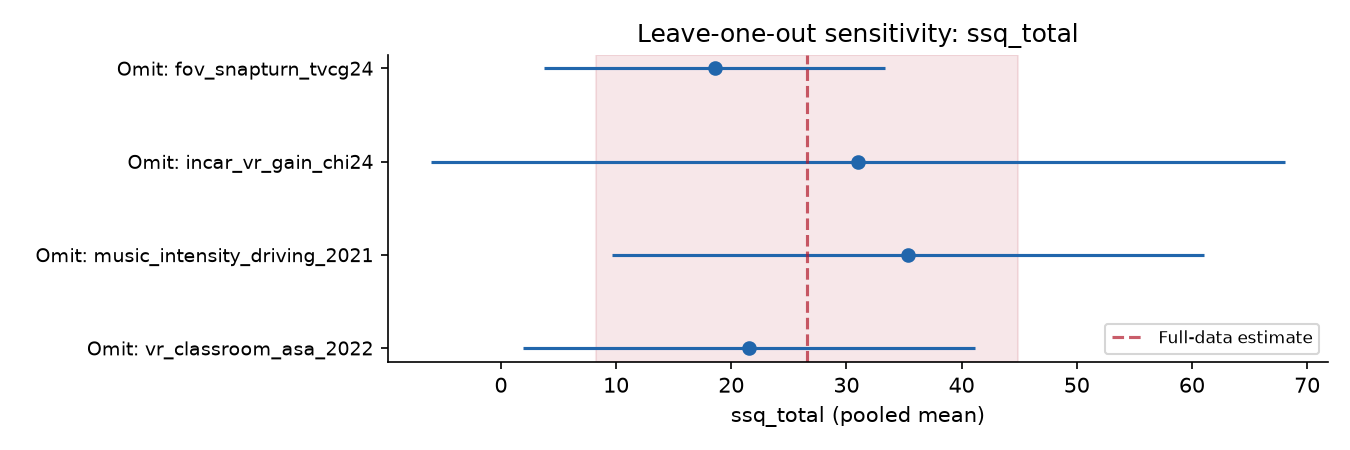 Leave-one-out sensitivity: ssq_total
Omit: fov_snapturn_tvcg24
Omit: incar_vr_gain_chi24
Omit: music_intensity_driving_2021
Omit: vr_classroom_asa_2022
Full-data estimate
0 10 20 30 40 50 60 70
ssq_total (pooled mean)